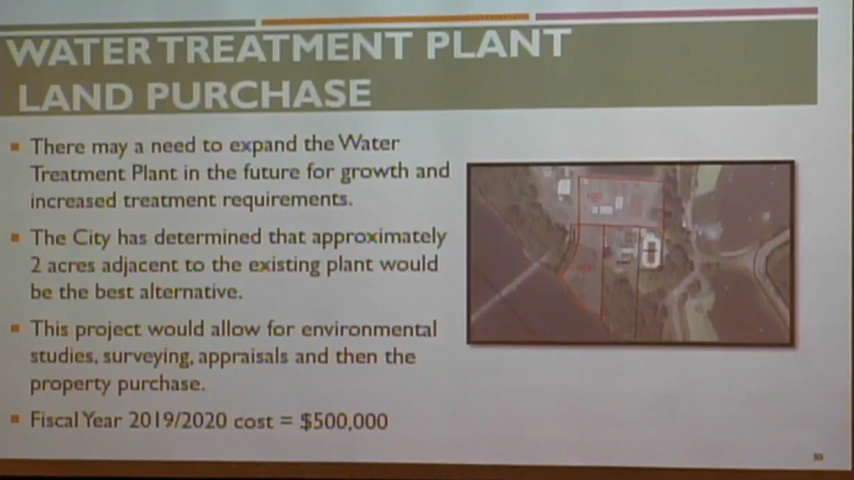 WATER TREATMENT PLANT
LAND PURCHASE
There may a need to expand the Water
Treatment Plant in the future for growth and
increased treatment requirements.
The City has determined that approximately
2 acres adjacent to the existing plant would
be the best alternative.
This project would allow for environmental
studies, surveying, appraisals and then the
property purchase.
Fiscal Year 2019/2020 cost = $500,000